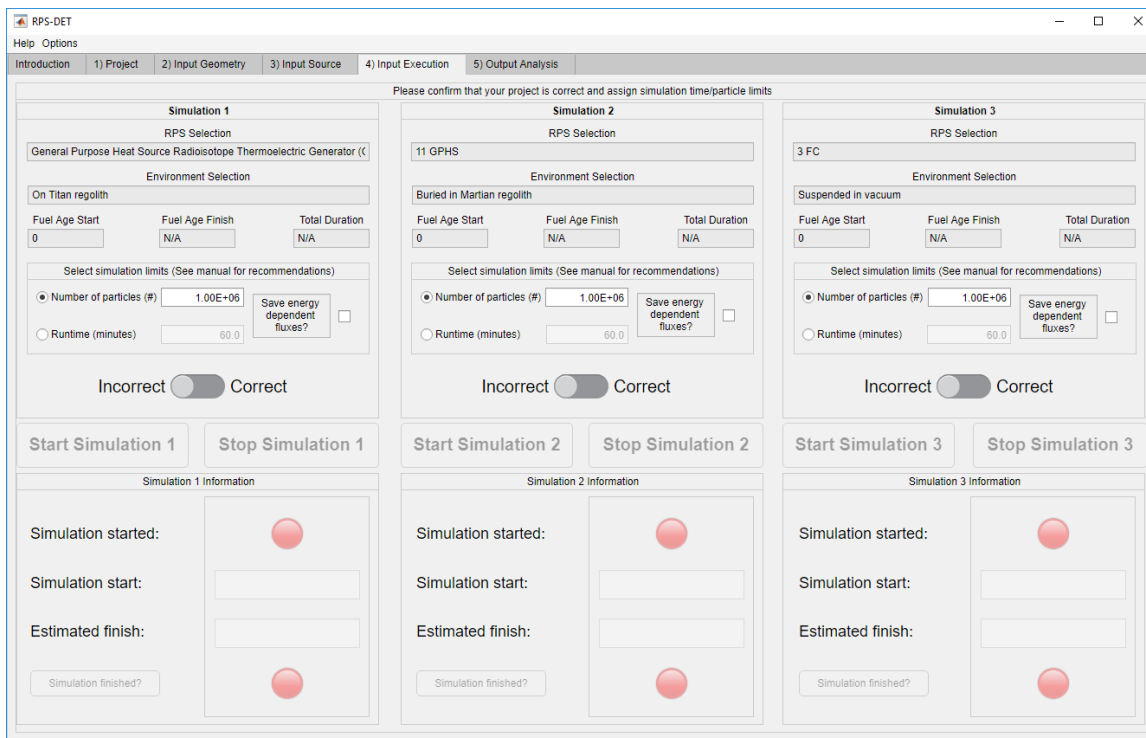 RPS-DET
Help Options
Introduction 1) Project 2) Input Geometry 3) Input Source 4) Input Execution 5) Output Analysis
Please confirm that your project is correct and assign simulation time/particle limits
Simulation 1
RPS Selection
General Purpose Heat Source Radioisotope Thermoelectric Generator ((
Environment Selection
On Titan regolith
Fuel Age Start Fuel Age Finish Total Duration
0 N/A N/A
Select simulation limits (See manual for recommendations)
Number of particles (#) 1.00E+06
Runtime (minutes) 60.0
Save energy
dependent
fluxes?
Incorrect Correct
Start Simulation 1 Stop Simulation 1
Simulation 1 Information
Simulation started:
Simulation start:
Estimated finish:
Simulation finished?
Simulation 2
RPS Selection
11 GPHS
Environment Selection
Buried in Martian regolith
Fuel Age Start Fuel Age Finish Total Duration
0 N/A N/A
Select simulation limits (See manual for recommendations)
Number of particles (#) 1.00E+06
Runtime (minutes) 60.0
Save energy
dependent
fluxes?
Incorrect Correct
Start Simulation 2 Stop Simulation 2
Simulation 2 Information
Simulation started:
Simulation start:
Estimated finish:
Simulation finished?
Simulation 3
RPS Selection
3 FC
Environment Selection
Suspended in vacuum
Fuel Age Start Fuel Age Finish Total Duration
0 N/A N/A
Select simulation limits (See manual for recommendations)
Number of particles (#) 1.00E+06
Runtime (minutes) 60.0
Save energy
dependent
fluxes?
Incorrect Correct
Start Simulation 3 Stop Simulation 3
Simulation 3 Information
Simulation started:
Simulation start:
Estimated finish:
Simulation finished?